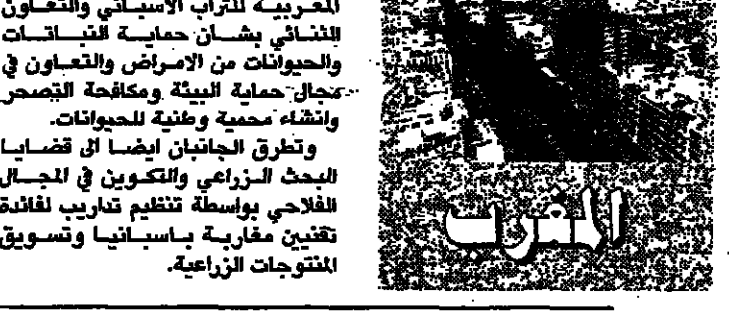 المغربية للتراب الاسباني والتعاون
الثنائي بشان حماية النباتات
والحيوانات من الامراض والتعاون في
مجال حماية البيئة ومكافحة التصحر
وانشاء محمية وطنية للحيوانات.
وتطرق الجانبان ايضا الى قضايا
البحث الزراعي والتكوين في المجال
الفلاحي بواسطة تنظيم تداريب لفائدة
تقنيين مغاربة باسبانيا وتسويق
المنتوجات الزراعية.
المغرب